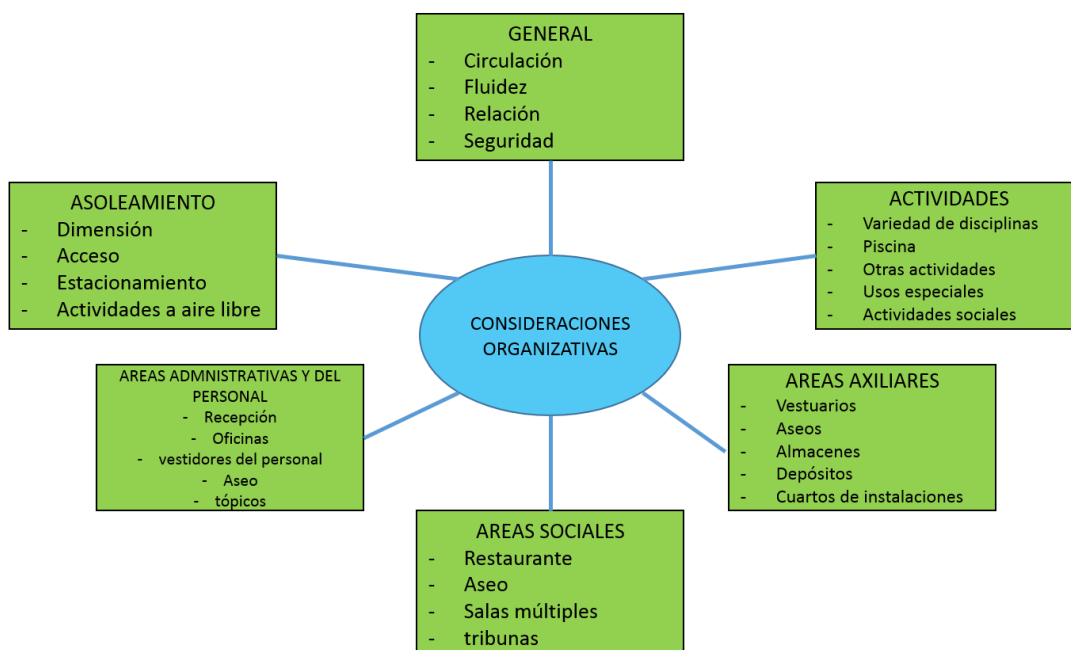 GENERAL
- Circulación
- Fluidez
- Relación
- Seguridad
ASOLEAMIENTO
- Dimensión
- Acceso
- Estacionamiento
- Actividades a aire libre
ACTIVIDADES
- Variedad de disciplinas
- Piscina
- Otras actividades
- Usos especiales
- Actividades sociales
CONSIDERACIONES
ORGANIZATIVAS
AREAS ADMNISTRATIVAS Y DEL
PERSONAL
- Recepción
- Oficinas
- vestidores del personal
- Aseo
- tópicos
AREAS AXILIARES
- Vestuarios
- Aseos
- Almacenes
- Depósitos
- Cuartos de instalaciones
AREAS SOCIALES
- Restaurante
- Aseo
- Salas múltiples
- tribunas